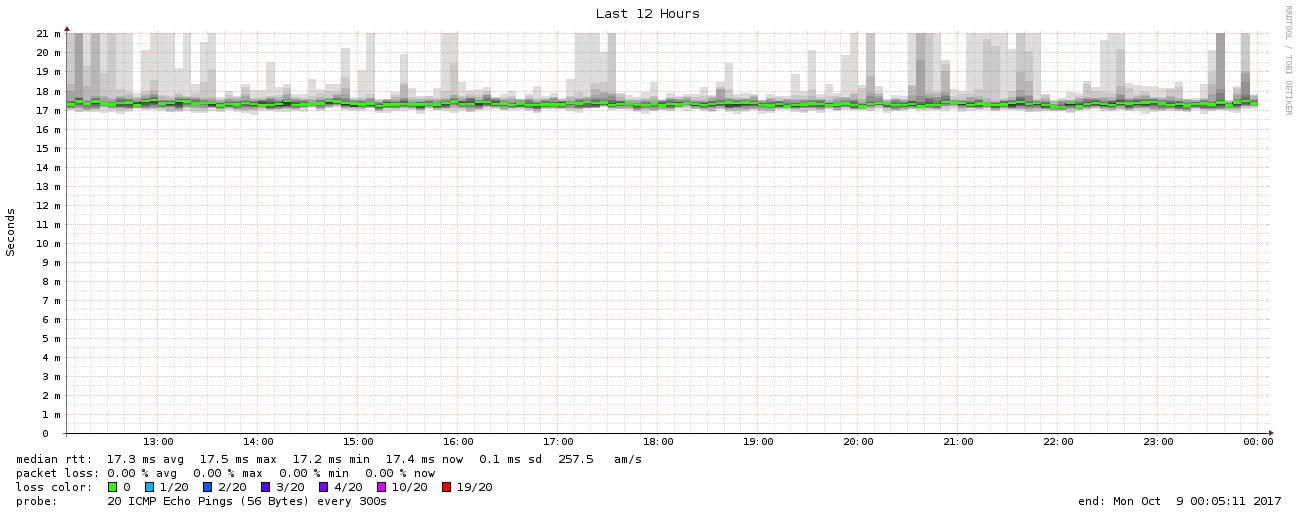 Last 12 Hours
RRDTOOL / TOBI OETIKER
Seconds
21 m
20 m
19 m
18 m
17 m
16 m
15 m
14 m
13 m
12 m
11 m
10 m
9 m
8 m
7 m
6 m
5 m
4 m
3 m
2 m
1 m
0
13:00 14:00 15:00 16:00 17:00 18:00 19:00 20:00 21:00 22:00 23:00 00:00
median rtt: 17.3 ms avg 17.5 ms max 17.2 ms min 17.4 ms now 0.1 ms sd 257.5 am/s
packet loss: 0.00 % avg 0.00 % max 0.00 % min 0.00 % now
loss color: 0 1/20 2/20 3/20 4/20 10/20 19/20
probe: 20 ICMP Echo Pings (56 Bytes) every 300s end: Mon Oct 9 00:05:11 2017